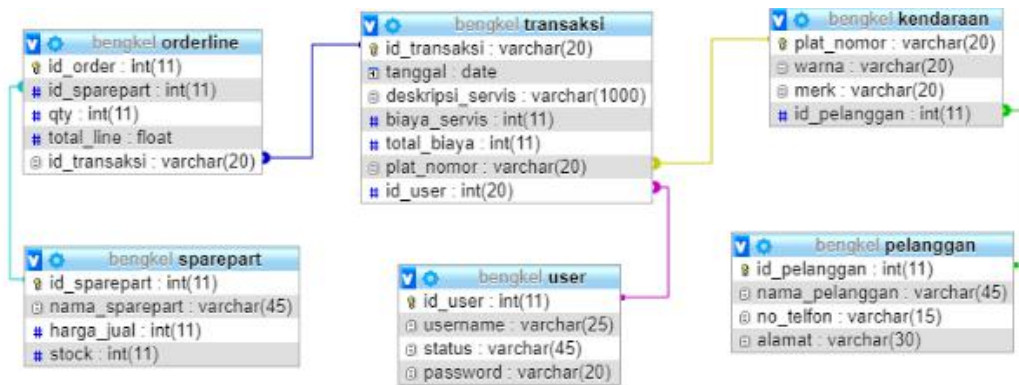 bengkel orderline
id_order : int(11)
id_sparepart : int(11)
qty : int(11)
total_line : float
id_transaksi : varchar(20)
bengkel transaksi
id_transaksi : varchar(20)
tanggal : date
deskripsi_servis : varchar(1000)
biaya_servis : int(11)
total_biaya : int(11)
plat_nomor : varchar(20)
id_user : int(20)
bengkel kendaraan
plat_nomor : varchar(20)
warna : varchar(20)
merk : varchar(20)
id_pelanggan : int(11)
bengkel sparepart
id_sparepart : int(11)
nama_sparepart : varchar(45)
harga_jual : int(11)
stock : int(11)
bengkel user
id_user : int(11)
username : varchar(25)
status : varchar(45)
password : varchar(20)
bengkel pelanggan
id_pelanggan : int(11)
nama_pelanggan : varchar(45)
no_telfon : varchar(15)
alamat : varchar(30)